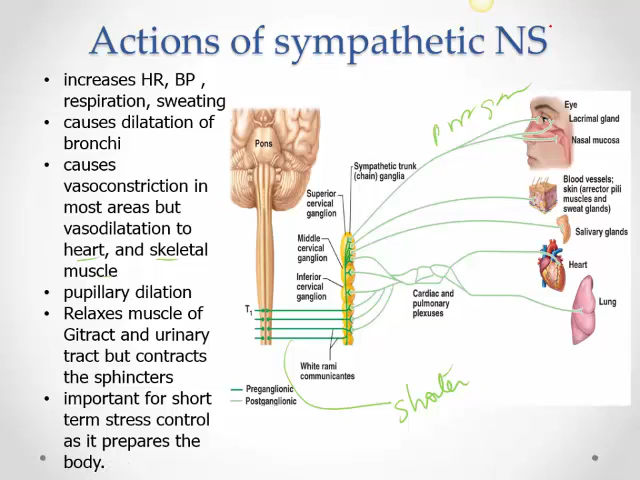 Actions of sympathetic NS
• increases HR, BP ,
respiration, sweating
• causes dilatation of
bronchi
• causes
vasoconstriction in
most areas but
vasodilatation to
heart, and skeletal
muscle
• pupillary dilation
• Relaxes muscle of
Gitract and urinary
tract but contracts
the sphincters
• important for short
term stress control
as it prepares the
body.
Pons
Superior
cervical
ganglion
Middle
cervical
ganglion
Inferior
cervical
ganglion
T1
Sympathetic trunk
(chain) ganglia
White rami
communicantes
Preganglionic
Postganglionic
Cardiac and
pulmonary
plexuses
Eye
Lacrimal gland
Nasal mucosa
Blood vessels;
skin (arrector pili
muscles and
sweat glands)
Salivary glands
Heart
Lung
shorter